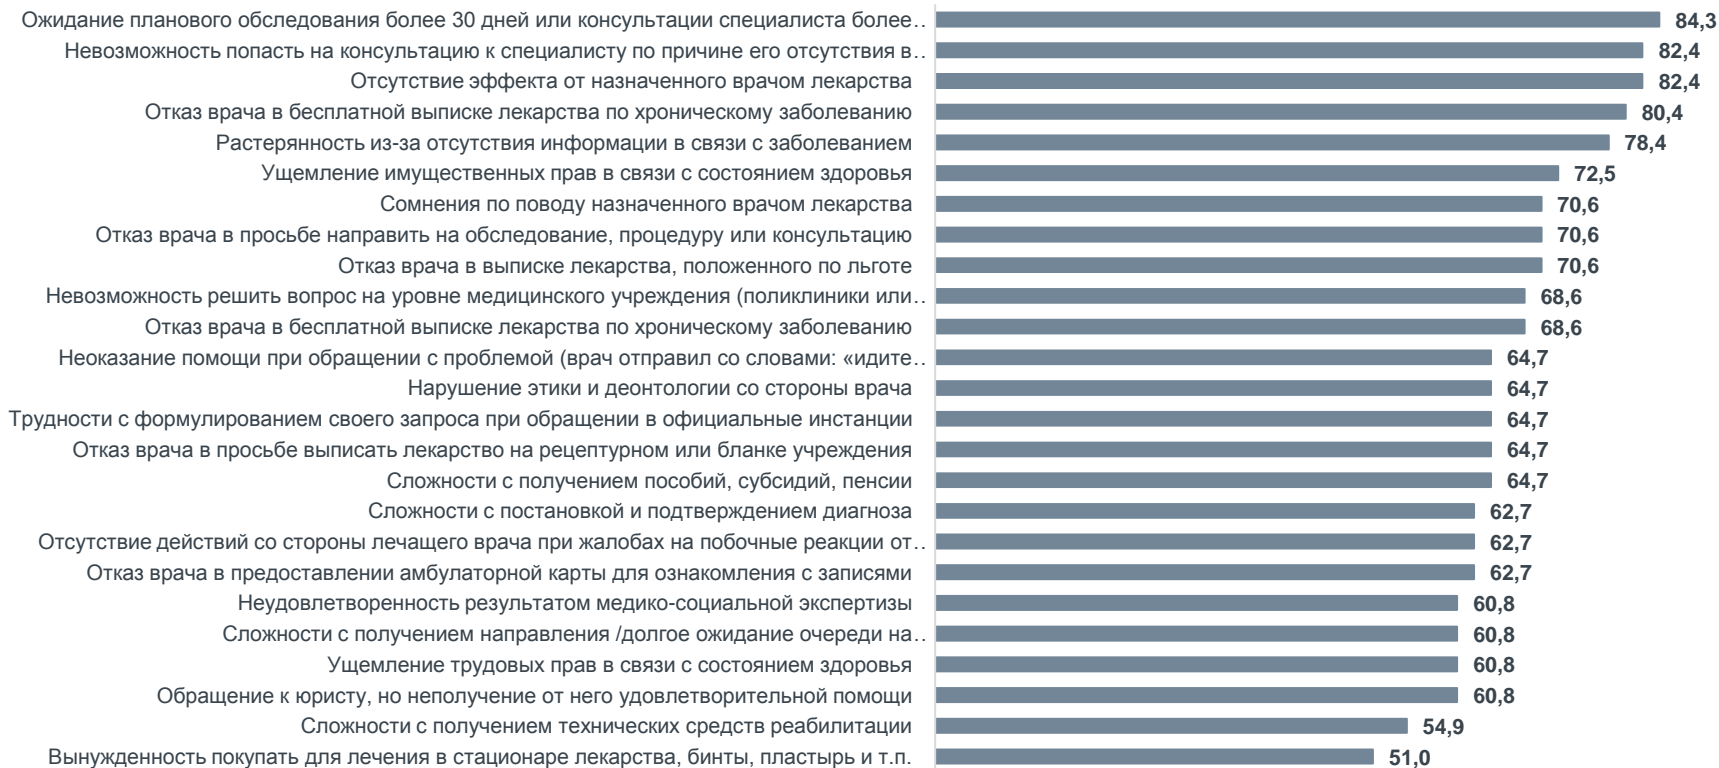 Ожидание планового обследования более 30 дней или консультации специалиста более.. 84,3
Невозможность попасть на консультацию к специалисту по причине его отсутствия в.. 82,4
Отсутствие эффекта от назначенного врачом лекарства 82,4
Отказ врача в бесплатной выписке лекарства по хроническому заболеванию 80,4
Растерянность из-за отсутствия информации в связи с заболеванием 78,4
Ущемление имущественных прав в связи с состоянием здоровья 72,5
Сомнения по поводу назначенного врачом лекарства 70,6
Отказ врача в просьбе направить на обследование, процедуру или консультацию 70,6
Отказ врача в выписке лекарства, положенного по льготе 70,6
Невозможность решить вопрос на уровне медицинского учреждения (поликлиники или.. 68,6
Отказ врача в бесплатной выписке лекарства по хроническому заболеванию 68,6
Неоказание помощи при обращении с проблемой (врач отправил со словами: «идите.. 64,7
Нарушение этики и деонтологии со стороны врача 64,7
Трудности с формулированием своего запроса при обращении в официальные инстанции 64,7
Отказ врача в просьбе выписать лекарство на рецептурном или бланке учреждения 64,7
Сложности с получением пособий, субсидий, пенсии 64,7
Сложности с постановкой и подтверждением диагноза 62,7
Отсутствие действий со стороны лечащего врача при жалобах на побочные реакции от.. 62,7
Отказ врача в предоставлении амбулаторной карты для ознакомления с записями 62,7
Неудовлетворенность результатом медико-социальной экспертизы 60,8
Сложности с получением направления /долгое ожидание очереди на.. 60,8
Ущемление трудовых прав в связи с состоянием здоровья 60,8
Обращение к юристу, но неполучение от него удовлетворительной помощи 60,8
Сложности с получением технических средств реабилитации 54,9
Вынужденность покупать для лечения в стационаре лекарства, бинты, пластырь и т.п. 51,0